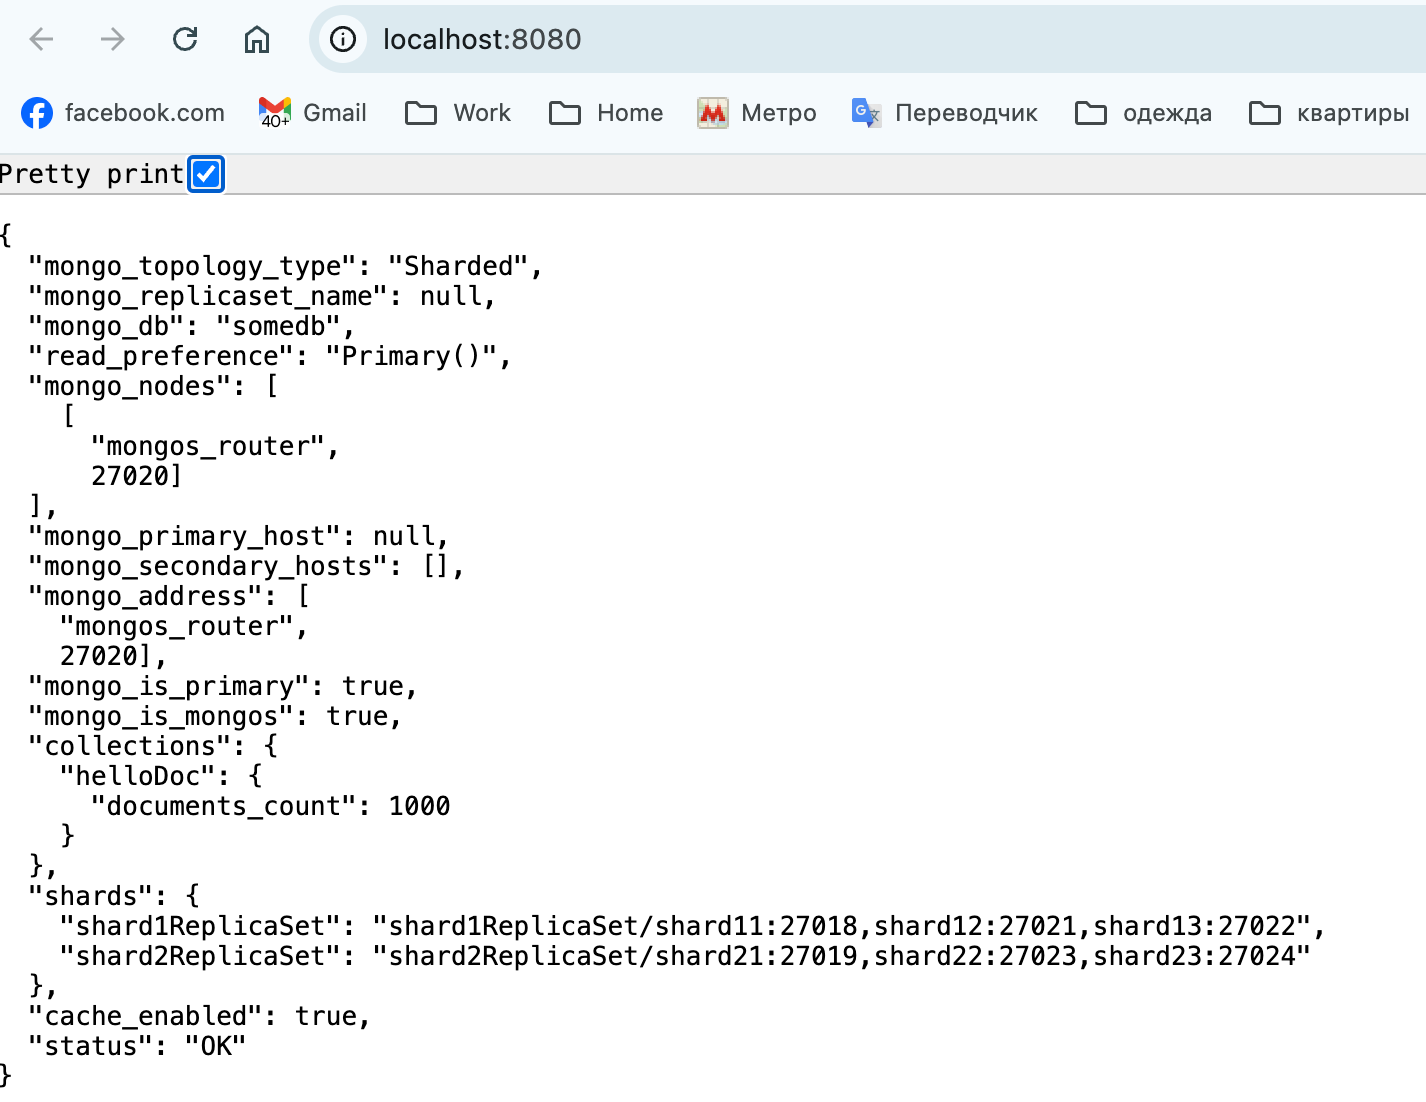 localhost:8080
facebook.com 40+ Gmail Work Home Метро Переводчик одежда квартиры
Pretty print
{
  "mongo_topology_type": "Sharded",
  "mongo_replicaset_name": null,
  "mongo_db": "somedb",
  "read_preference": "Primary()",
  "mongo_nodes": [
    [
      "mongos_router",
      27020]
  ],
  "mongo_primary_host": null,
  "mongo_secondary_hosts": [],
  "mongo_address": [
    "mongos_router",
    27020],
  "mongo_is_primary": true,
  "mongo_is_mongos": true,
  "collections": {
    "helloDoc": {
      "documents_count": 1000
    }
  },
  "shards": {
    "shard1ReplicaSet": "shard1ReplicaSet/shard11:27018,shard12:27021,shard13:27022",
    "shard2ReplicaSet": "shard2ReplicaSet/shard21:27019,shard22:27023,shard23:27024"
  },
  "cache_enabled": true,
  "status": "OK"
}